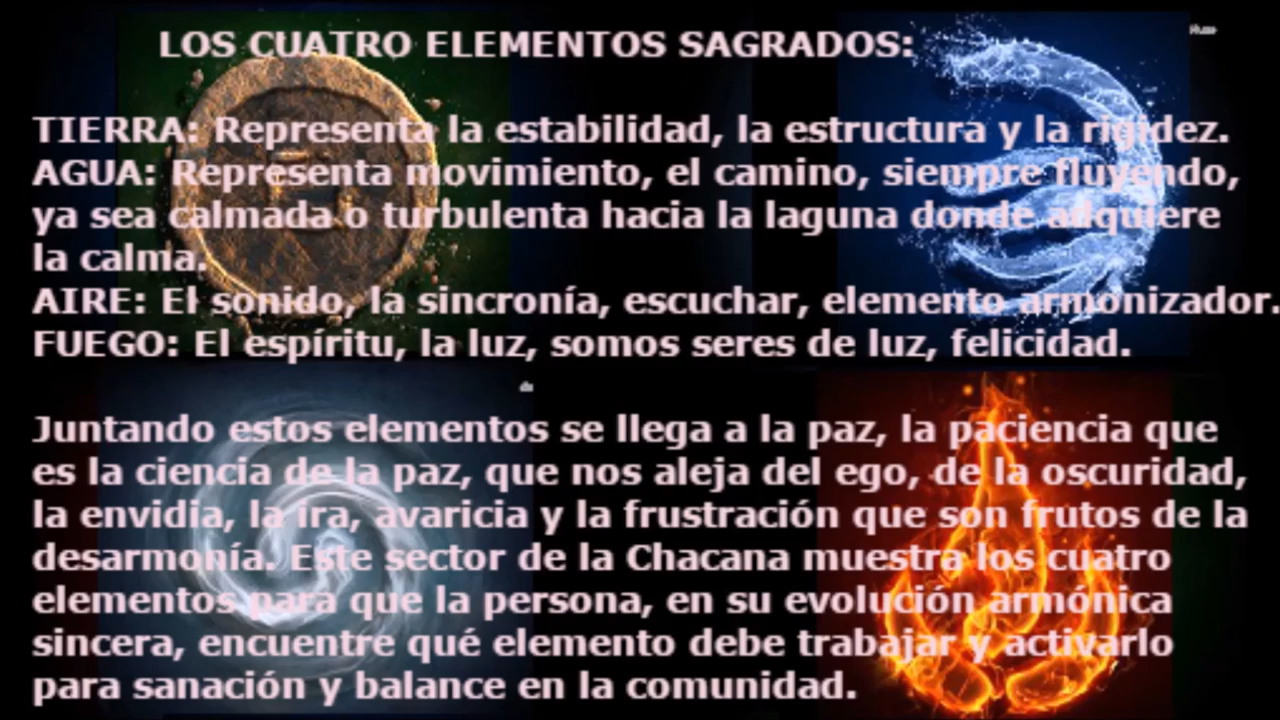 LOS CUATRO ELEMENTOS SAGRADOS:
TIERRA: Representa la estabilidad, la estructura y la rigidez.
AGUA: Representa movimiento, el camino, siempre fluyendo,
ya sea calmada o turbulenta hacia la laguna donde adquiere
la calma.
AIRE: El sonido, la sincronía, escuchar, elemento armonizador.
FUEGO: El espíritu, la luz, somos seres de luz, felicidad.
Juntando estos elementos se llega a la paz, la paciencia que
es la ciencia de la paz, que nos aleja del ego, de la oscuridad,
la envidia, la ira, avaricia y la frustración que son frutos de la
desarmonía. Este sector de la Chacana muestra los cuatro
elementos para que la persona, en su evolución armónica
sincera, encuentre qué elemento debe trabajar y activarlo
para sanación y balance en la comunidad.